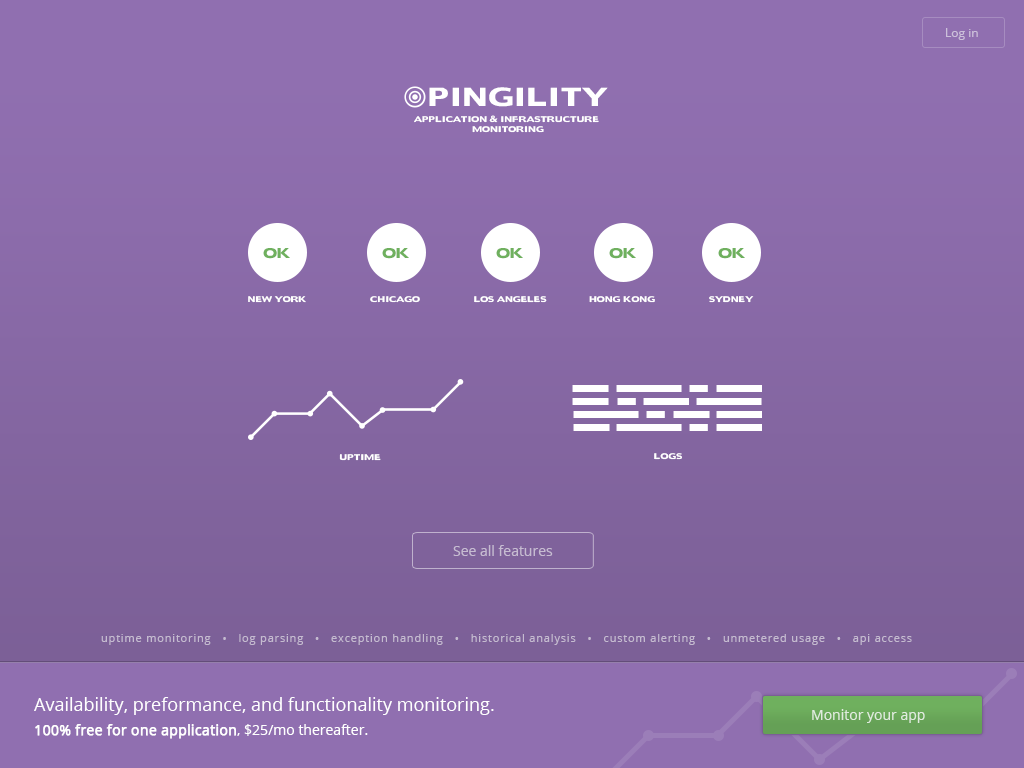 Log in
PINGILITY
APPLICATION & INFRASTRUCTURE
MONITORING
OK OK OK OK OK
NEW YORK CHICAGO LOS ANGELES HONG KONG SYDNEY
UPTIME LOGS
See all features
uptime monitoring • log parsing • exception handling • historical analysis • custom alerting • unmetered usage • api access
Availability, preformance, and functionality monitoring.
100% free for one application, $25/mo thereafter.
Monitor your app